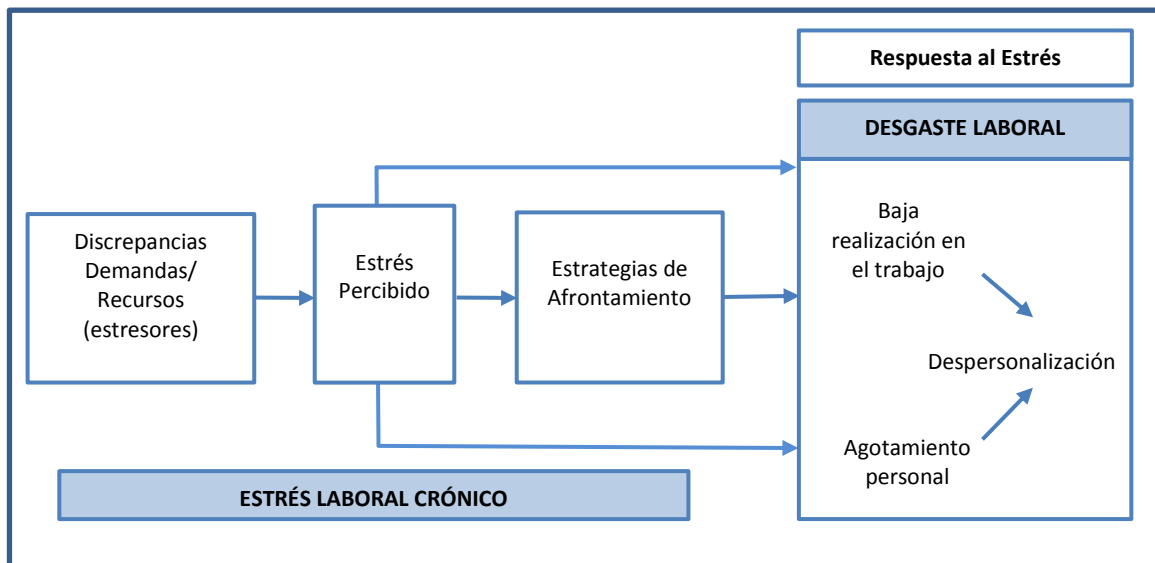 Respuesta al Estrés
DESGASTE LABORAL
Discrepancias
Demandas/
Recursos
(estresores)
Estrés
Percibido
Estrategias de
Afrontamiento
Baja
realización en
el trabajo
Despersonalización
Agotamiento
personal
ESTRÉS LABORAL CRÓNICO